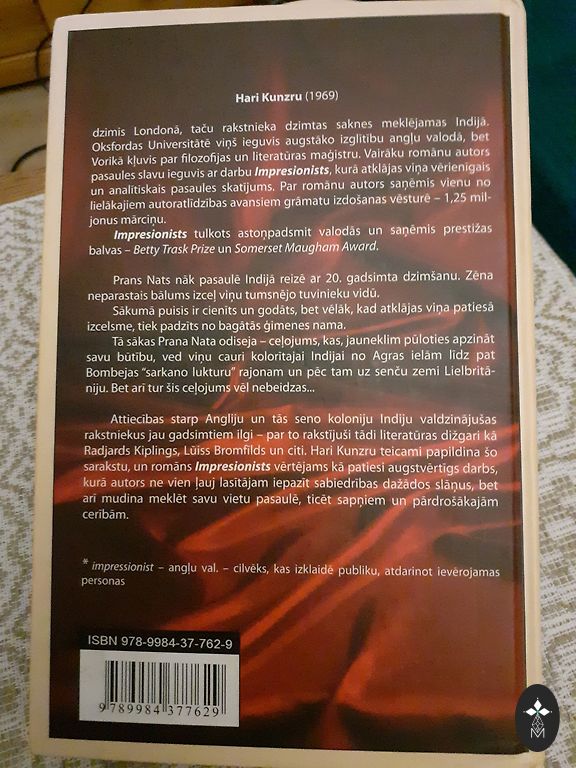 Hari Kunzru (1969)
dzimis Londonā, taču rakstnieka dzimtas saknes meklējamas Indijā.
Oksfordas Universitātē viņš ieguvis augstāko izglītību angļu valodā, bet
Vorikā kļuvis par filozofijas un literatūras maģistru. Vairāku romānu autors
pasaules slavu ieguvis ar darbu Impresionists, kurā atklājas viņa vērienīgais
un analītiskais pasaules skatījums. Par romānu autors saņēmis vienu no
lielākajiem autoratlīdzības avansiem grāmatu izdošanas vēsturē – 1,25 mil-
jonus mārciņu.
Impresionists tulkots astoņpadsmit valodās un saņēmis prestižas
balvas – Betty Trask Prize un Somerset Maugham Award.
Prans Nats nāk pasaulē Indijā reizē ar 20. gadsimta dzimšanu. Zēna
neparastais bālums izceļ viņu tumsnējo tuvinieku vidū.
Sākumā puisis ir cienīts un godāts, bet vēlāk, kad atklājas viņa patiesā
izcelsme, tiek padzīts no bagātās ģimenes nama.
Tā sākas Prana Nata odiseja – ceļojums, kas, jauneklim pūloties apzināt
savu būtību, ved viņu cauri koloritajai Indijai no Agras ielām līdz pat
Bombejas "sarkano lukturu" rajonam un pēc tam uz senču zemi Lielbritā-
niju. Bet arī tur šis ceļojums vēl nebeidzas...
Attiecības starp Angliju un tās seno koloniju Indiju valdzinājušas
rakstniekus jau gadsimtiem ilgi – par to rakstījuši tādi literatūras dižgari kā
Radjards Kiplings, Lūiss Bromfīlds un citi. Hari Kunzru teicami papildina šo
sarakstu, un romāns Impresionists vērtējams kā patiesi augstvērtīgs darbs,
kurā autors ne vien ļauj lasītājam iepazīt sabiedrības dažādos slāņus, bet
arī mudina meklēt savu vietu pasaulē, ticēt sapņiem un pārdrošākajām
cerībām.
* impressionist – angļu val. – cilvēks, kas izklaidē publiku, atdarinot ievērojamas
personas
ISBN 978-9984-37-762-9
9 789984 377629
M